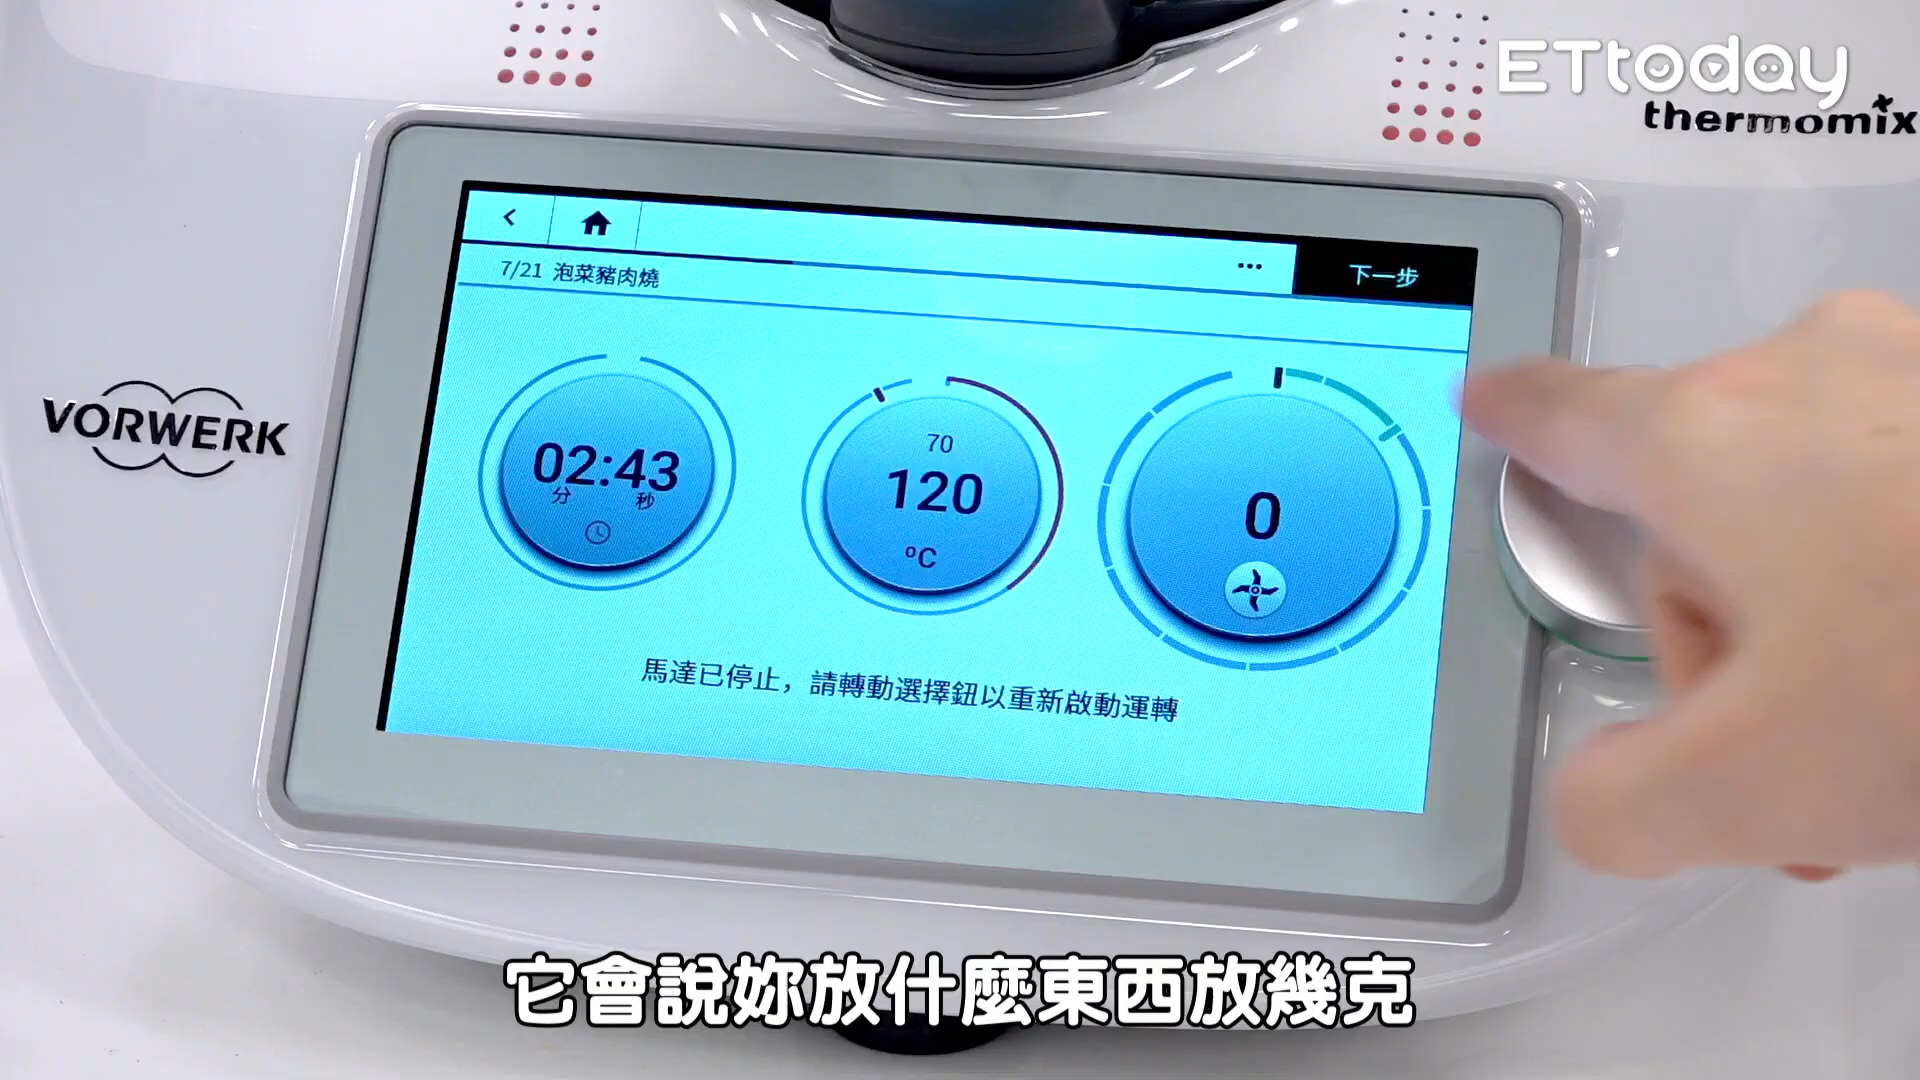 ETtoday
thermomix
VORWERK
下一步
7/21 泡菜豬肉燒
02:43
分 秒
70
120
°C
0
馬達已停止，請轉動選擇鈕以重新啟動運轉
它會說妳放什麼東西放幾克